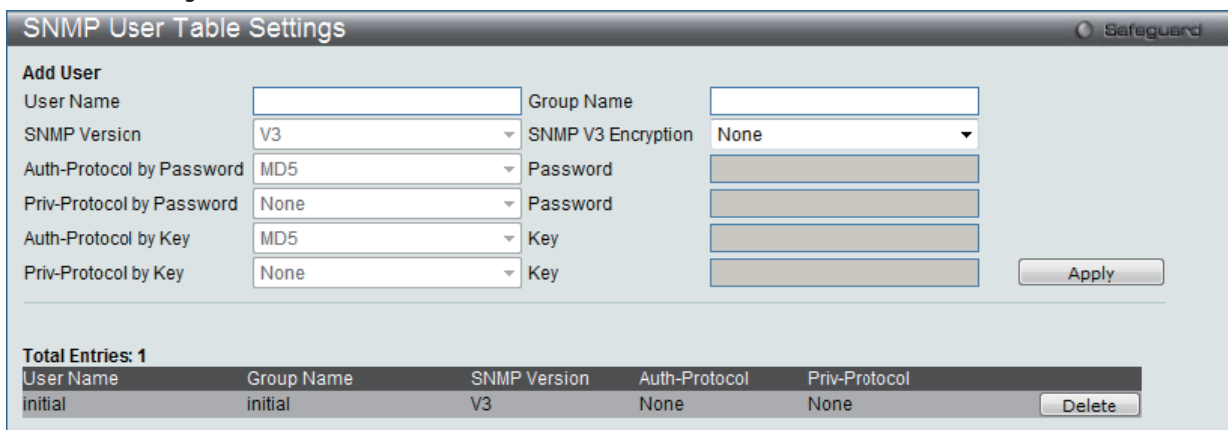 SNMP User Table Settings Safeguard
Add User
User Name Group Name
SNMP Version V3 SNMP V3 Encryption None
Auth-Protocol by Password MD5 Password
Priv-Protocol by Password None Password
Auth-Protocol by Key MD5 Key
Priv-Protocol by Key None Key Apply
Total Entries: 1
User Name Group Name SNMP Version Auth-Protocol Priv-Protocol
initial initial V3 None None Delete